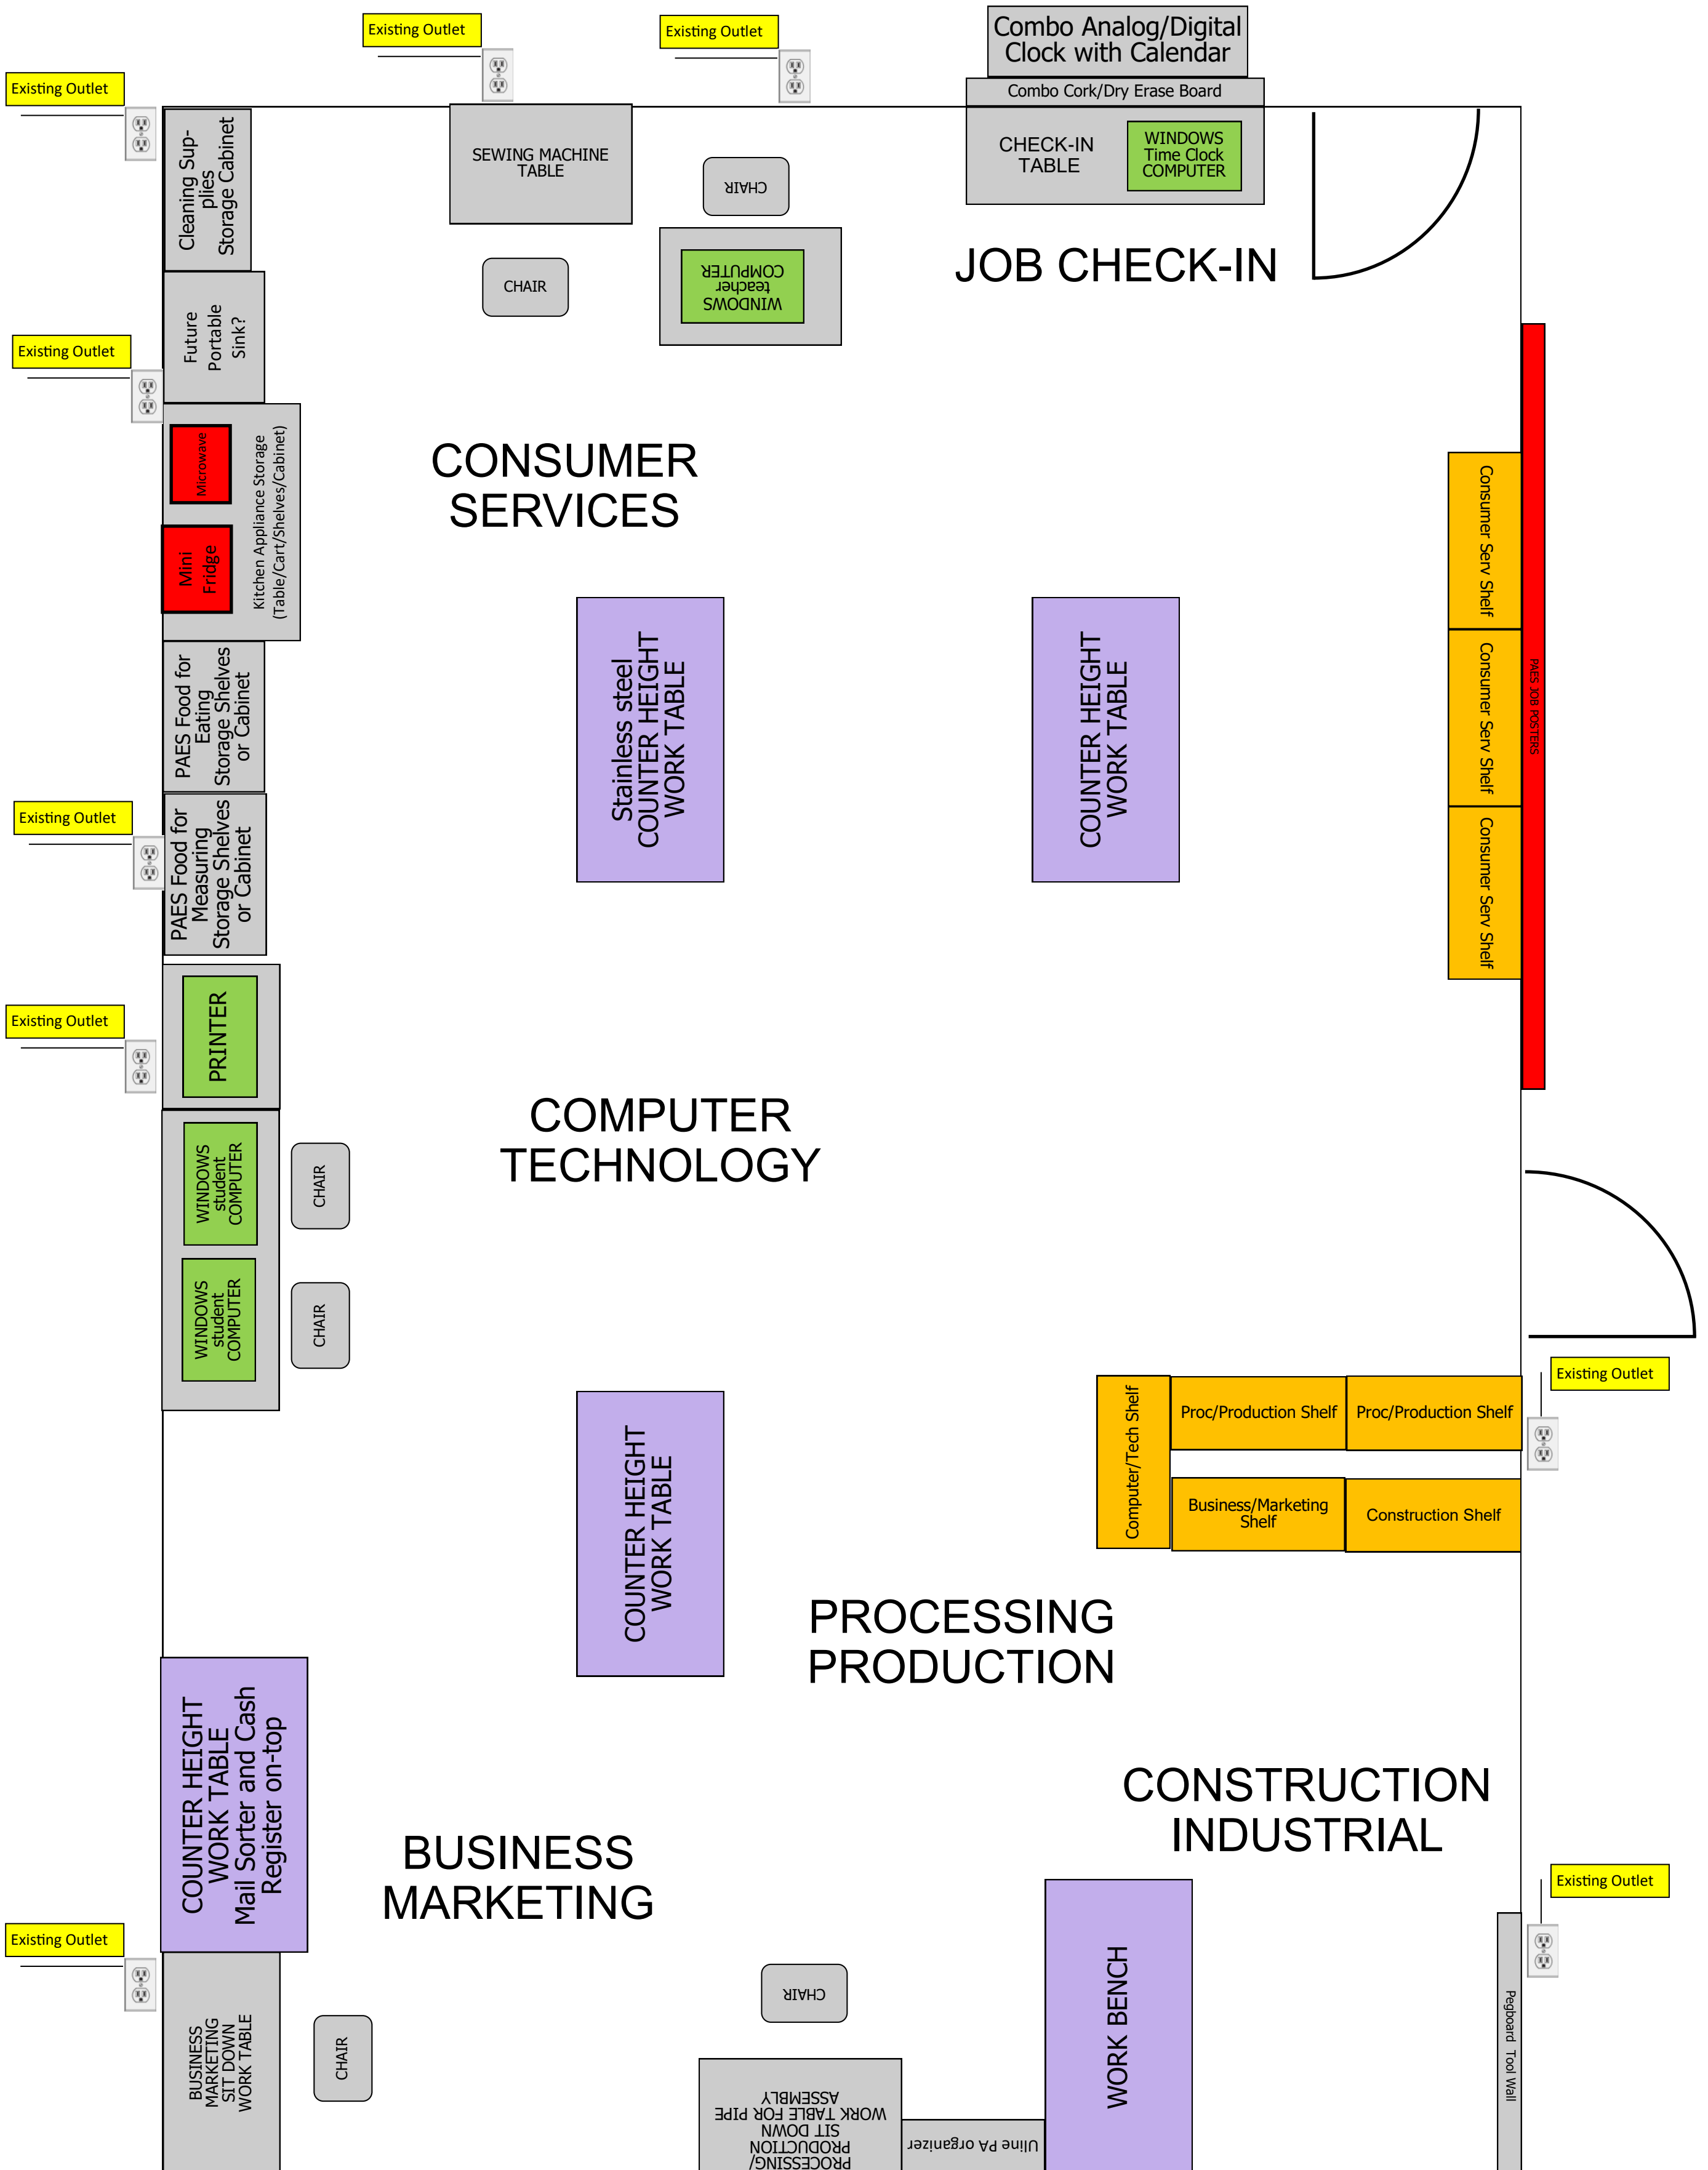 Existing Outlet
Existing Outlet
Combo Analog/Digital
Clock with Calendar
Existing Outlet
Combo Cork/Dry Erase Board
Cleaning Sup-
plies
Storage Cabinet
SEWING MACHINE
TABLE
CHAIR
CHECK-IN
TABLE
WINDOWS
Time Clock
COMPUTER
CHAIR
WINDOWS
teacher
COMPUTER
JOB CHECK-IN
Future
Portable
Sink?
Existing Outlet
Microwave
Mini
Fridge
Kitchen Appliance Storage
(Table/Cart/Shelves/Cabinet)
CONSUMER
SERVICES
Consumer Serv Shelf
Consumer Serv Shelf
Consumer Serv Shelf
PAES JOB POSTERS
Stainless steel
COUNTER HEIGHT
WORK TABLE
COUNTER HEIGHT
WORK TABLE
PAES Food for
Eating
Storage Shelves
or Cabinet
Existing Outlet
PAES Food for
Measuring
Storage Shelves
or Cabinet
Existing Outlet
PRINTER
COMPUTER
TECHNOLOGY
WINDOWS
student
COMPUTER
CHAIR
WINDOWS
student
COMPUTER
CHAIR
Existing Outlet
Computer/Tech Shelf
Proc/Production Shelf
Proc/Production Shelf
Business/Marketing
Shelf
Construction Shelf
COUNTER HEIGHT
WORK TABLE
PROCESSING
PRODUCTION
COUNTER HEIGHT
WORK TABLE
Mail Sorter and Cash
Register on-top
CONSTRUCTION
INDUSTRIAL
BUSINESS
MARKETING
Existing Outlet
Existing Outlet
BUSINESS
MARKETING
SIT DOWN
WORK TABLE
CHAIR
CHAIR
WORK BENCH
Pegboard Tool Wall
PROCESSING/
PRODUCTION
SIT DOWN
WORK TABLE FOR PIPE
ASSEMBLY
Uline PA organizer